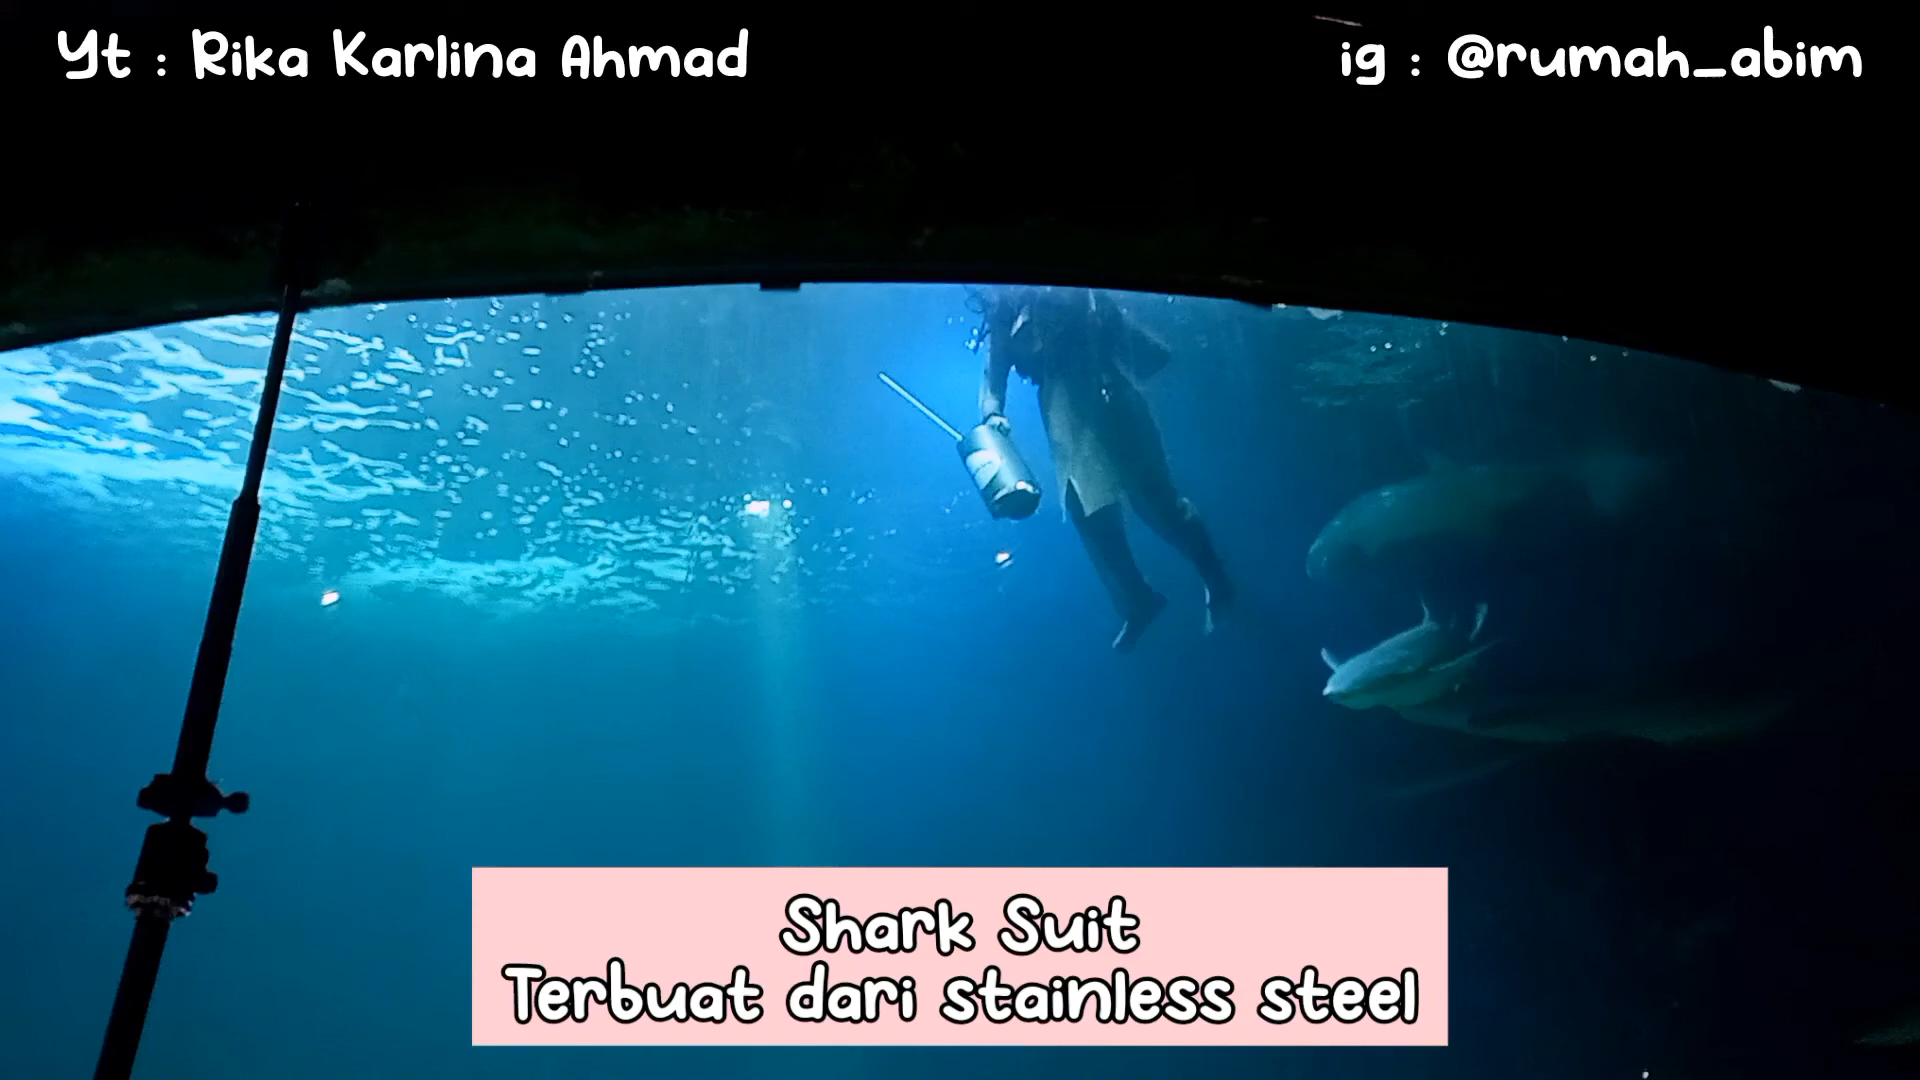 Yt : Rika Karlina Ahmad
ig : @rumah_abim
Shark Suit
Terbuat dari stainless steel